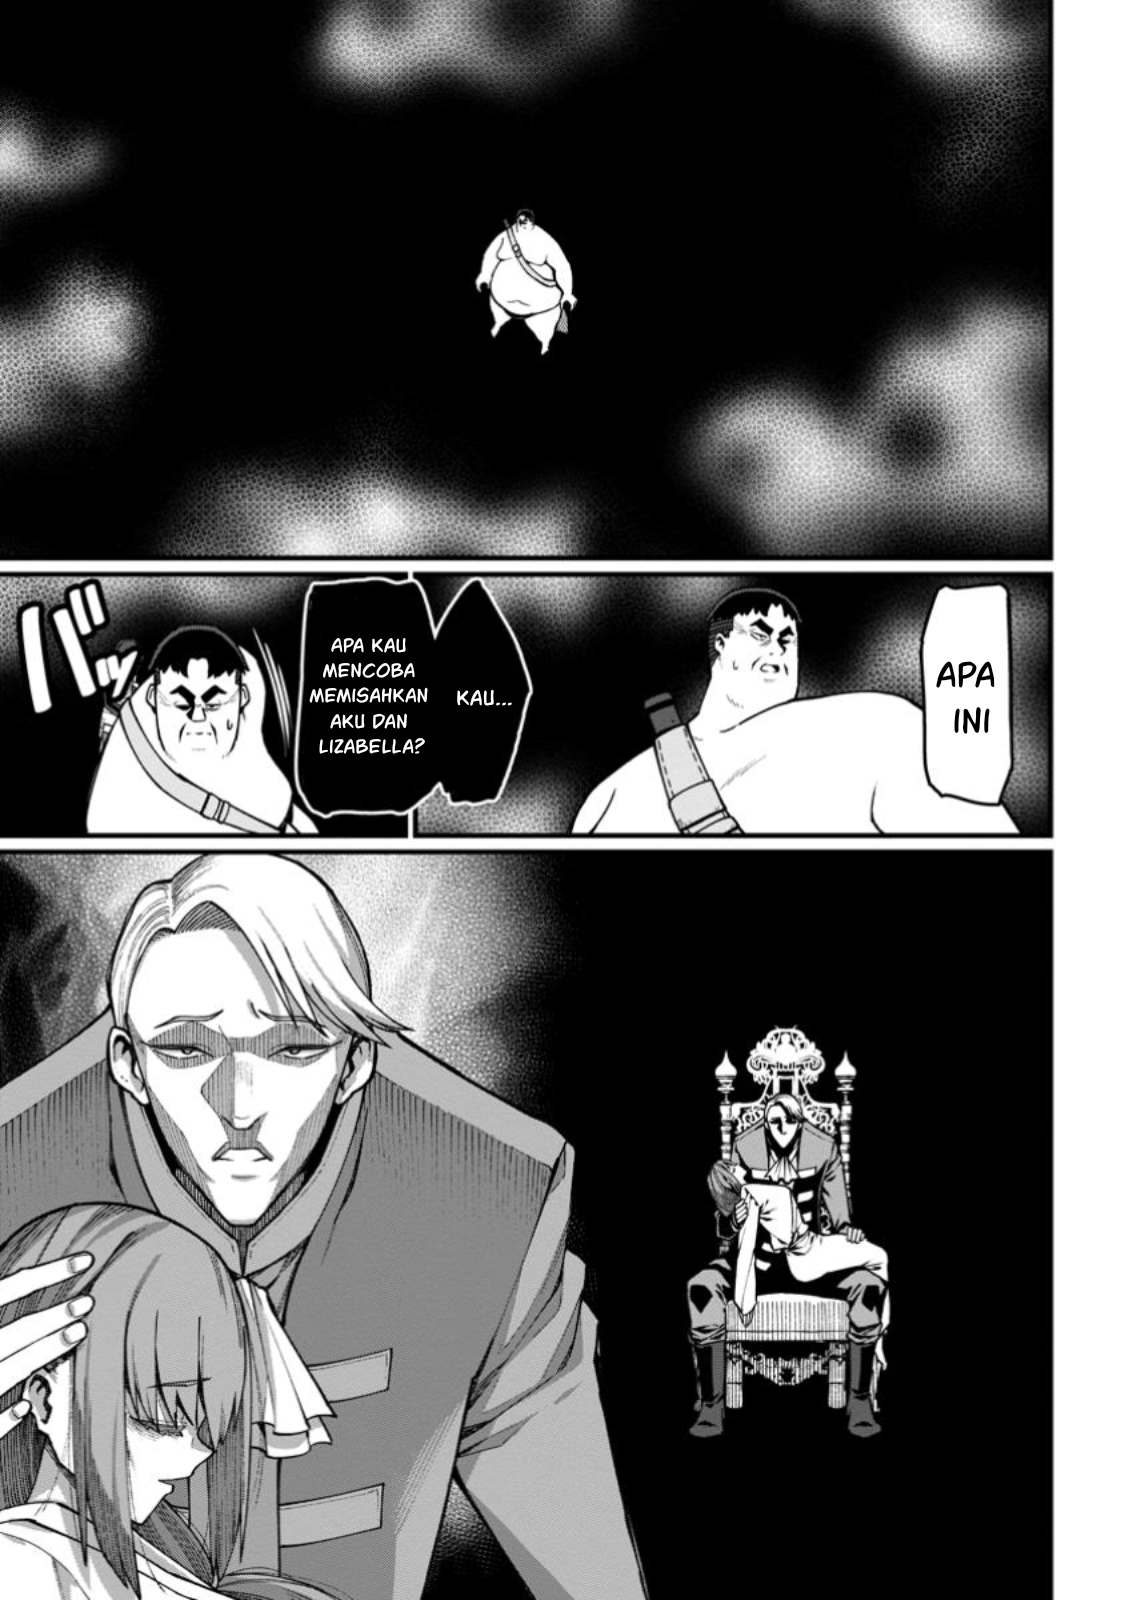 APA
INI
KAU...
APA KAU
MENCOBA
MEMISAHKAN
AKU DAN
LIZABELLA?
バッ